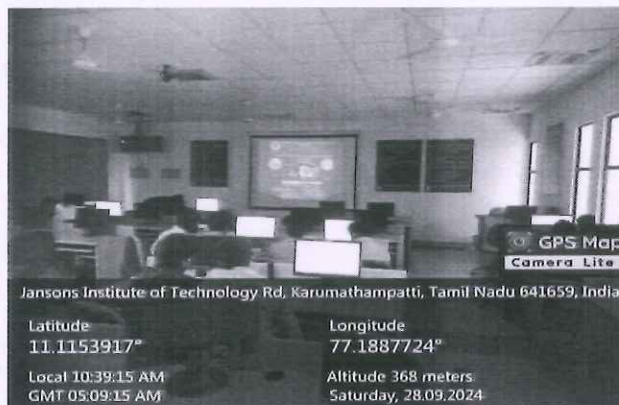 GPS Map
Camera Lite
Jansons Institute of Technology Rd, Karumathampatti, Tamil Nadu 641659, India
Latitude
11.1153917°
Longitude
77.1887724°
Local 10:39:15 AM
GMT 05:09:15 AM
Altitude 368 meters
Saturday, 28.09.2024